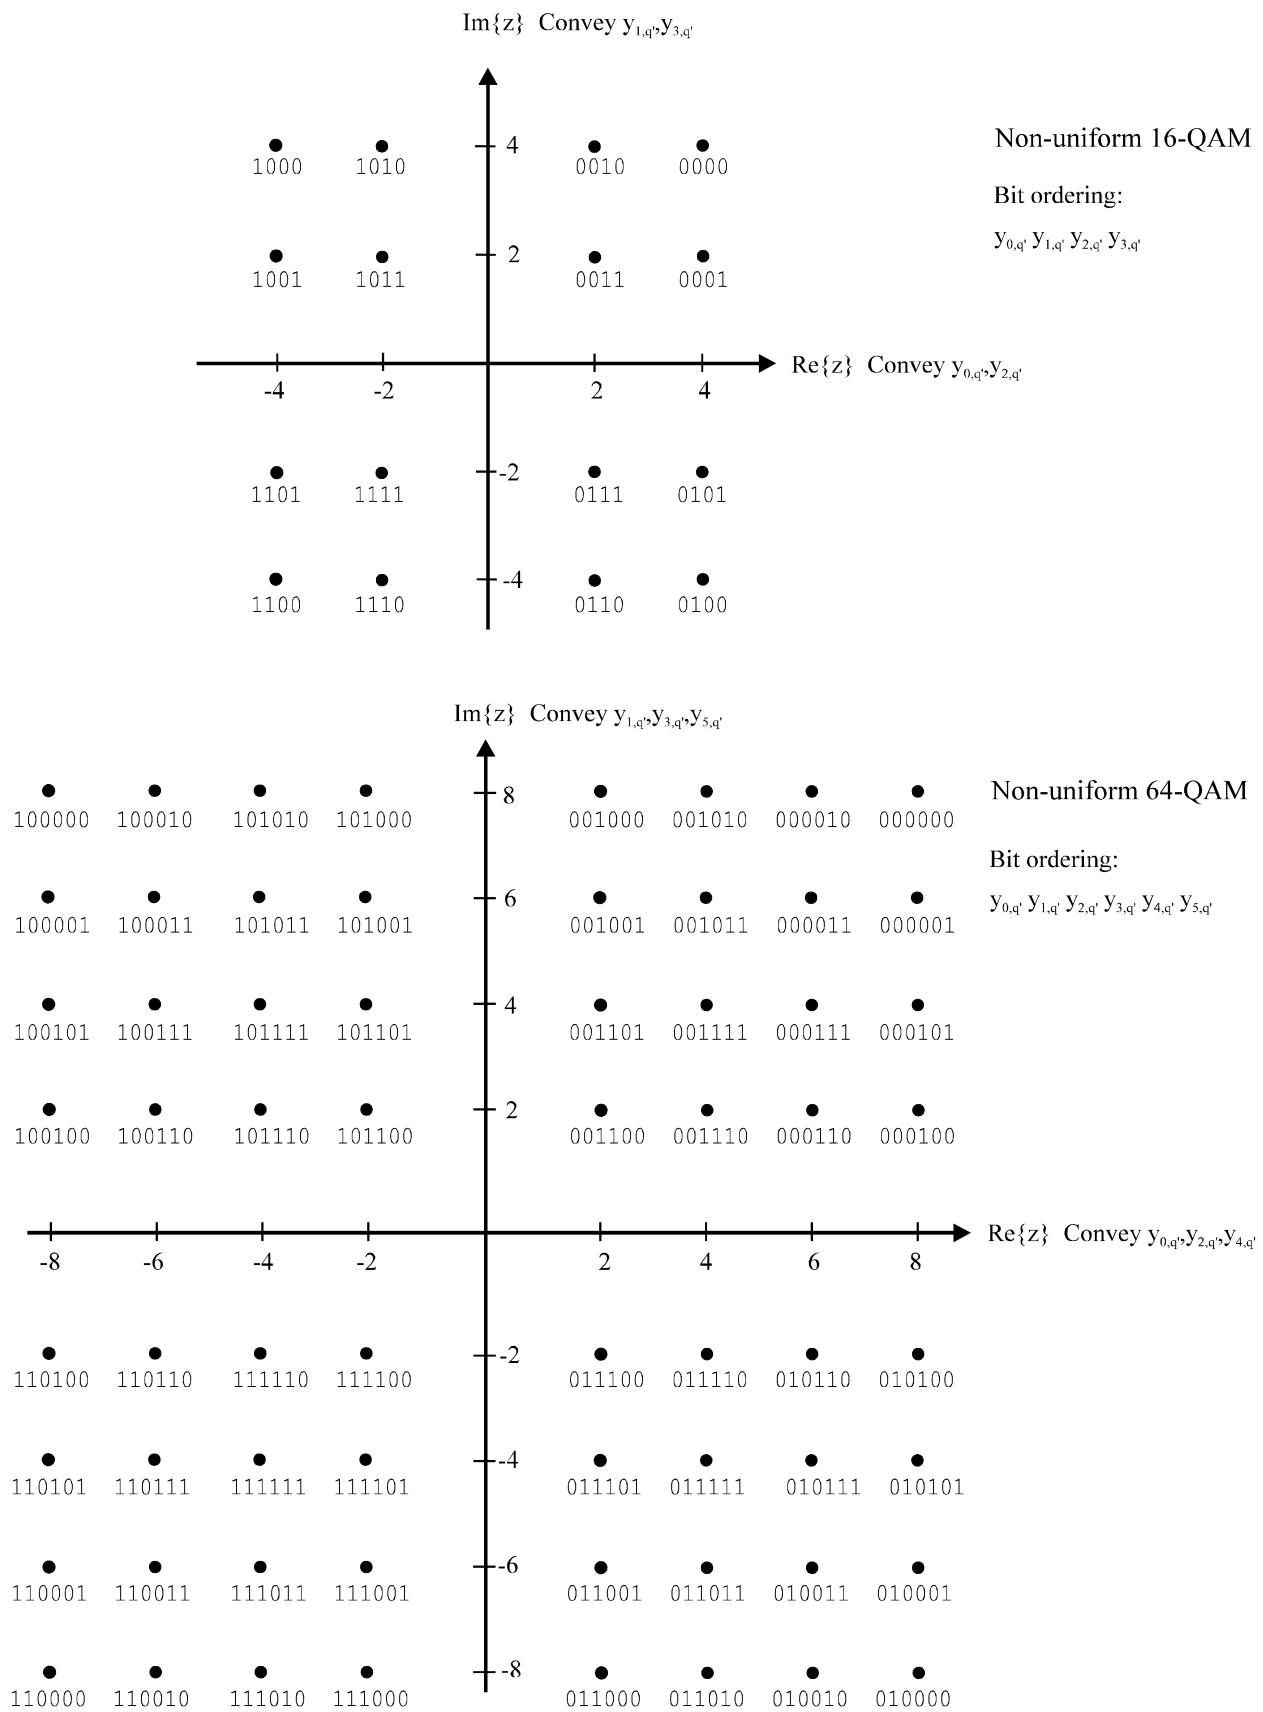 Im{z} Convey y1,q',y3,q'
4
1000 1010 0010 0000
Non-uniform 16-QAM
Bit ordering:
y0,q' y1,q' y2,q' y3,q'
2
1001 1011 0011 0001
Re{z} Convey y0,q',y2,q'
-4 -2 2 4
-2
1101 1111 0111 0101
-4
1100 1110 0110 0100
Im{z} Convey y1,q',y3,q',y5,q'
8
100000 100010 101010 101000 001000 001010 000010 000000
Non-uniform 64-QAM
Bit ordering:
y0,q' y1,q' y2,q' y3,q' y4,q' y5,q'
6
100001 100011 101011 101001 001001 001011 000011 000001
4
100101 100111 101111 101101 001101 001111 000111 000101
2
100100 100110 101110 101100 001100 001110 000110 000100
Re{z} Convey y0,q',y2,q',y4,q'
-8 -6 -4 -2 2 4 6 8
-2
110100 110110 111110 111100 011100 011110 010110 010100
-4
110101 110111 111111 111101 011101 011111 010111 010101
-6
110001 110011 111011 111001 011001 011011 010011 010001
-8
110000 110010 111010 111000 011000 011010 010010 010000